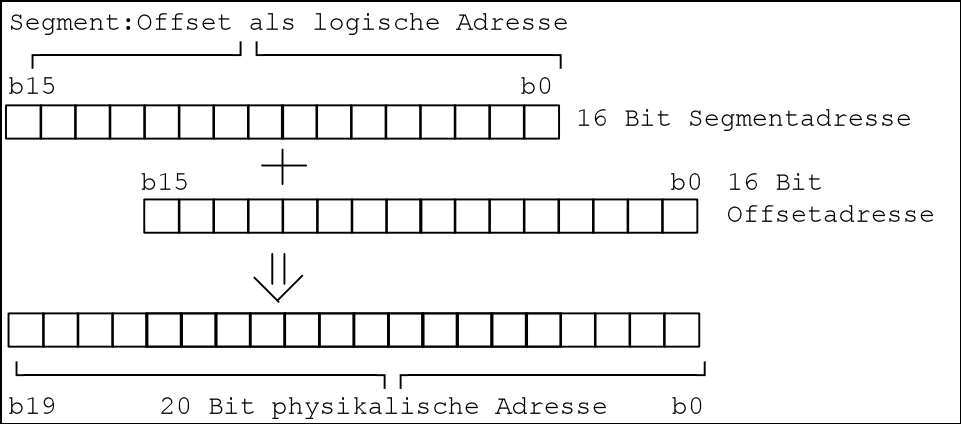 Segment:Offset als logische Adresse
b15 b0
16 Bit Segmentadresse
+
b15 b0 16 Bit
Offsetadresse
b19 20 Bit physikalische Adresse b0